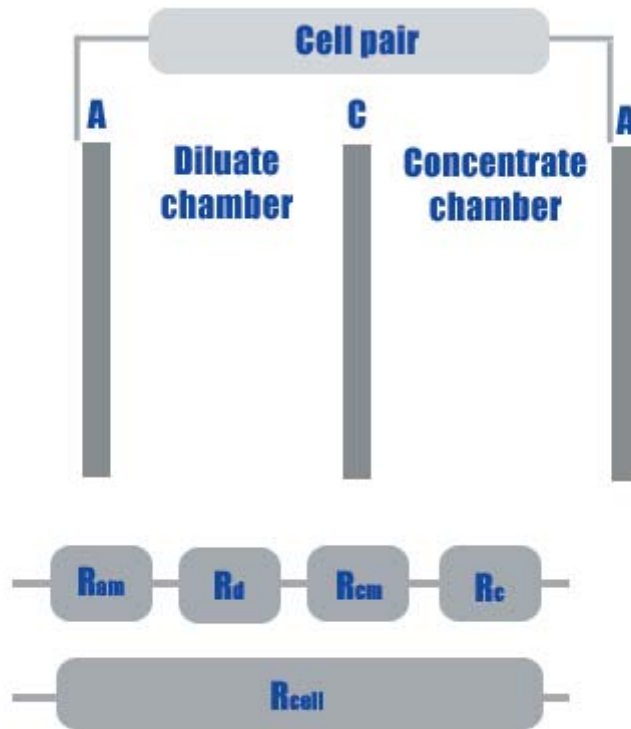 Cell pair
A
C
A
Diluate
chamber
Concentrate
chamber
Ram
Rd
Rcm
Rc
Rcell